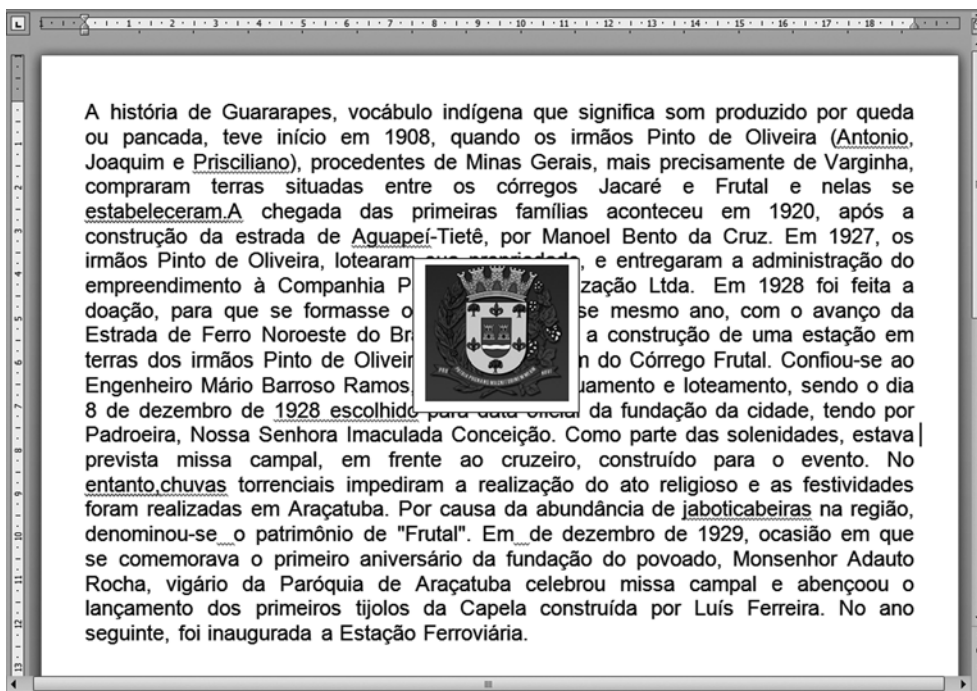 A história de Guararapes, vocábulo indígena que significa som produzido por queda
ou pancada, teve início em 1908, quando os irmãos Pinto de Oliveira (Antonio,
Joaquim e Prisciliano), procedentes de Minas Gerais, mais precisamente de Varginha,
compraram terras situadas entre os córregos Jacaré e Frutal e nelas se
estabeleceram.A chegada das primeiras famílias aconteceu em 1920, após a
construção da estrada de Aguapeí-Tietê, por Manoel Bento da Cruz. Em 1927, os
irmãos Pinto de Oliveira, lotearam sua propriedade, e entregaram a administração do
empreendimento à Companhia P zação Ltda. Em 1928 foi feita a
doação, para que se formasse o se mesmo ano, com o avanço da
Estrada de Ferro Noroeste do Br a construção de uma estação em
terras dos irmãos Pinto de Oliveir m do Córrego Frutal. Confiou-se ao
Engenheiro Mário Barroso Ramos, uamento e loteamento, sendo o dia
8 de dezembro de 1928 escolhido para data oficial da fundação da cidade, tendo por
Padroeira, Nossa Senhora Imaculada Conceição. Como parte das solenidades, estava
prevista missa campal, em frente ao cruzeiro, construído para o evento. No
entanto,chuvas torrenciais impediram a realização do ato religioso e as festividades
foram realizadas em Araçatuba. Por causa da abundância de jaboticabeiras na região,
denominou-se o patrimônio de "Frutal". Em de dezembro de 1929, ocasião em que
se comemorava o primeiro aniversário da fundação do povoado, Monsenhor Adauto
Rocha, vigário da Paróquia de Araçatuba celebrou missa campal e abençoou o
lançamento dos primeiros tijolos da Capela construída por Luís Ferreira. No ano
seguinte, foi inaugurada a Estação Ferroviária.